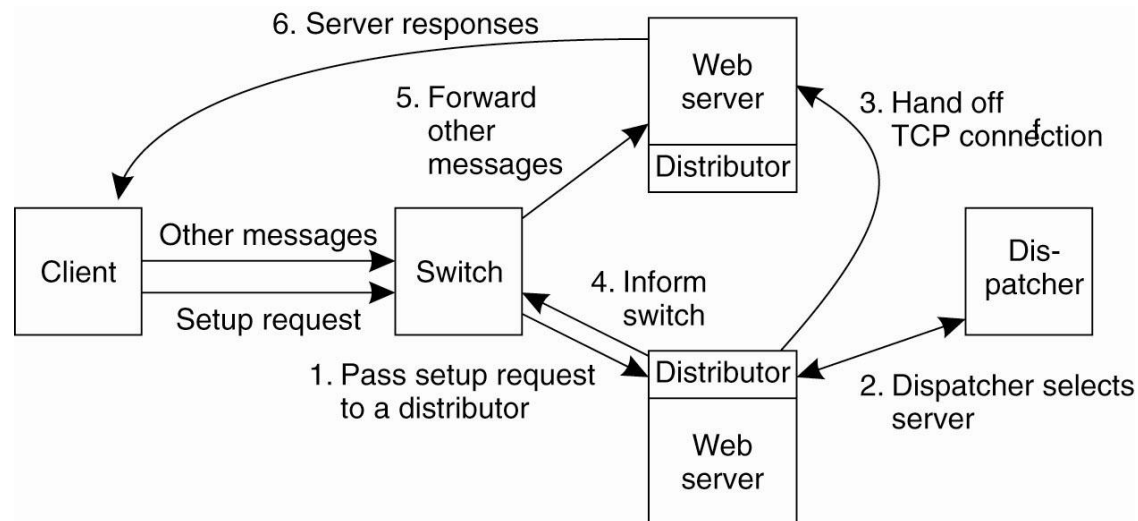 6. Server responses
Web
server
Distributor
5. Forward
other
messages
3. Hand off
TCP connection
f
Client
Other messages
Setup request
Switch
4. Inform
switch
Dis-
patcher
1. Pass setup request
to a distributor
Distributor
Web
server
2. Dispatcher selects
server